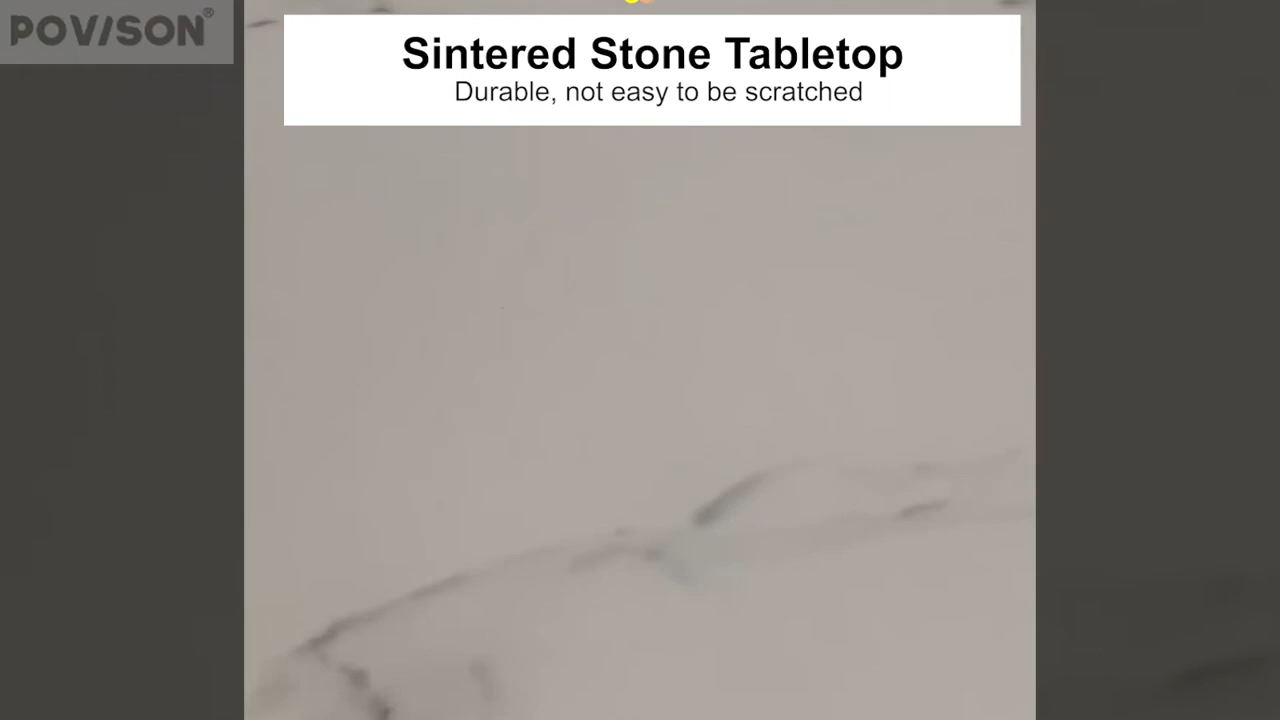 POVISON®
Sintered Stone Tabletop
Durable, not easy to be scratched